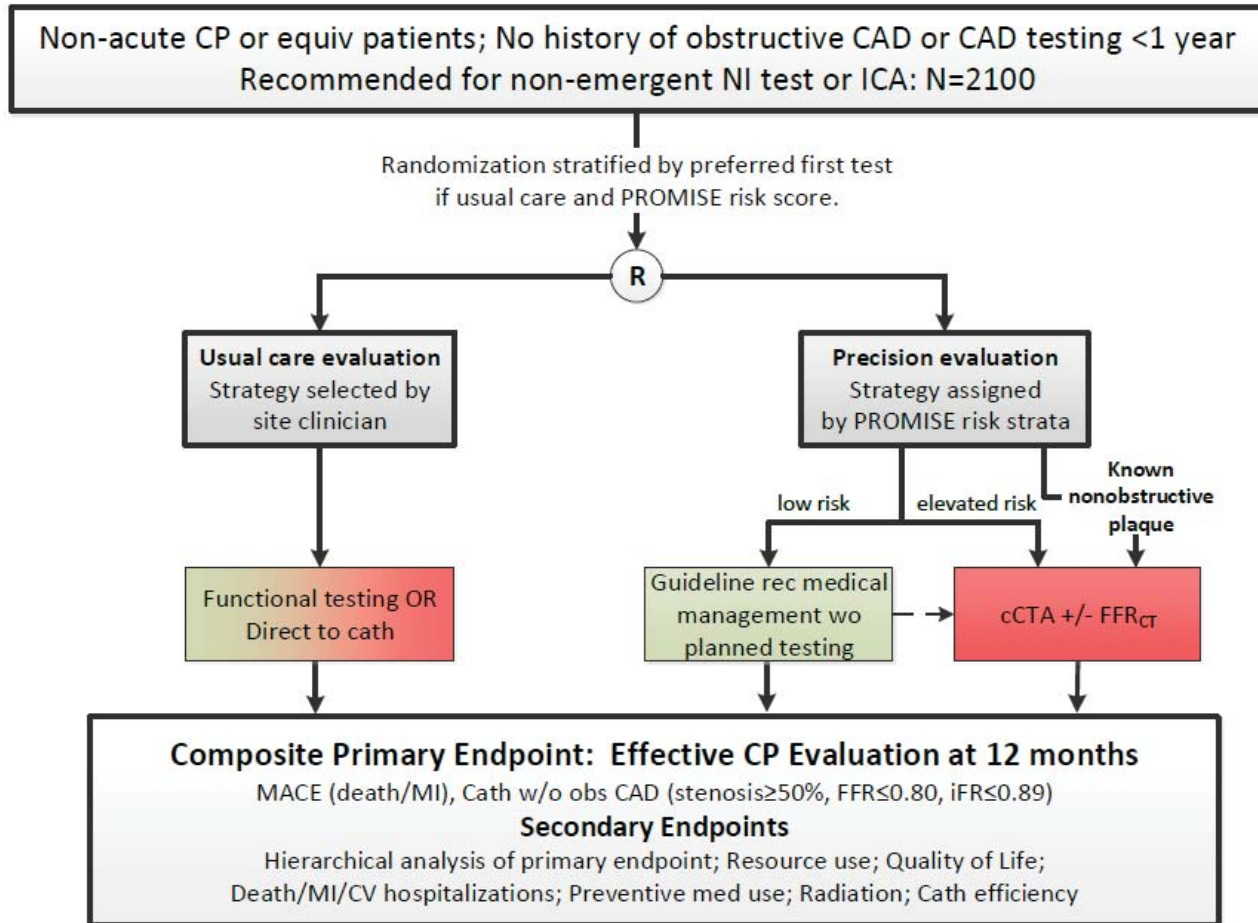 Non-acute CP or equiv patients; No history of obstructive CAD or CAD testing <1 year
Recommended for non-emergent NI test or ICA: N=2100
Randomization stratified by preferred first test
if usual care and PROMISE risk score.
R
Usual care evaluation
Strategy selected by
site clinician
Precision evaluation
Strategy assigned
by PROMISE risk strata
low risk
elevated risk
Known
nonobstructive
plaque
Functional testing OR
Direct to cath
Guideline rec medical
management wo
planned testing
cCTA +/- FFRCT
Composite Primary Endpoint: Effective CP Evaluation at 12 months
MACE (death/MI), Cath w/o obs CAD (stenosis≥50%, FFR≤0.80, iFR≤0.89)
Secondary Endpoints
Hierarchical analysis of primary endpoint; Resource use; Quality of Life;
Death/MI/CV hospitalizations; Preventive med use; Radiation; Cath efficiency